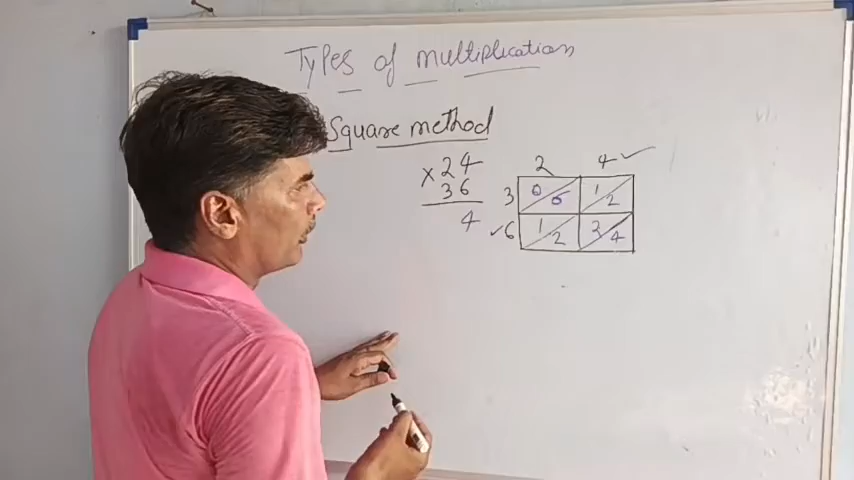 Types of multiplication
Square method
× 24
36
4
2 4 ✓
3 0 6 1 2
✓ 6 1 2 2 4